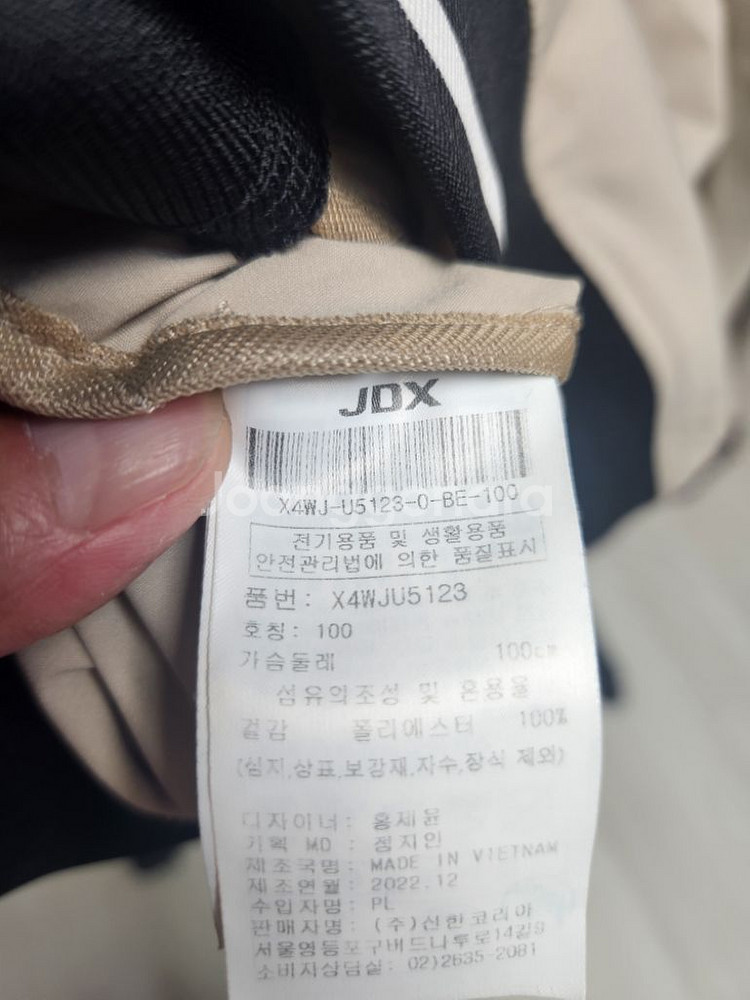 JDX
X4WJ-U5123-0-BE-100
전기용품 및 생활용품
안전관리법에 의한 품질표시
품번: X4WJU5123
호칭: 100
가슴둘레 100cm
섬유의조성 및 혼용율
겉감 폴리에스터 100%
(심지,상표,보강재,자수,장식 제외)
디자이너: 홍세윤
기획 MD : 정지인
제조국명: MADE IN VIETNAM
제조연월: 2022.12
수입자명: PL
판매자명: (주)신한코리아
서울영등포구버드나루로14길9
소비자상담실: 02)2635-2081